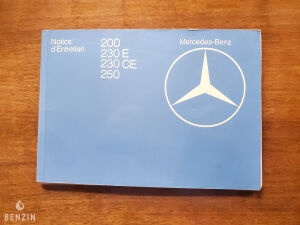 Notice
d'Entretien
200
230 E
230 CE
250
Mercedes-Benz
BENZIN